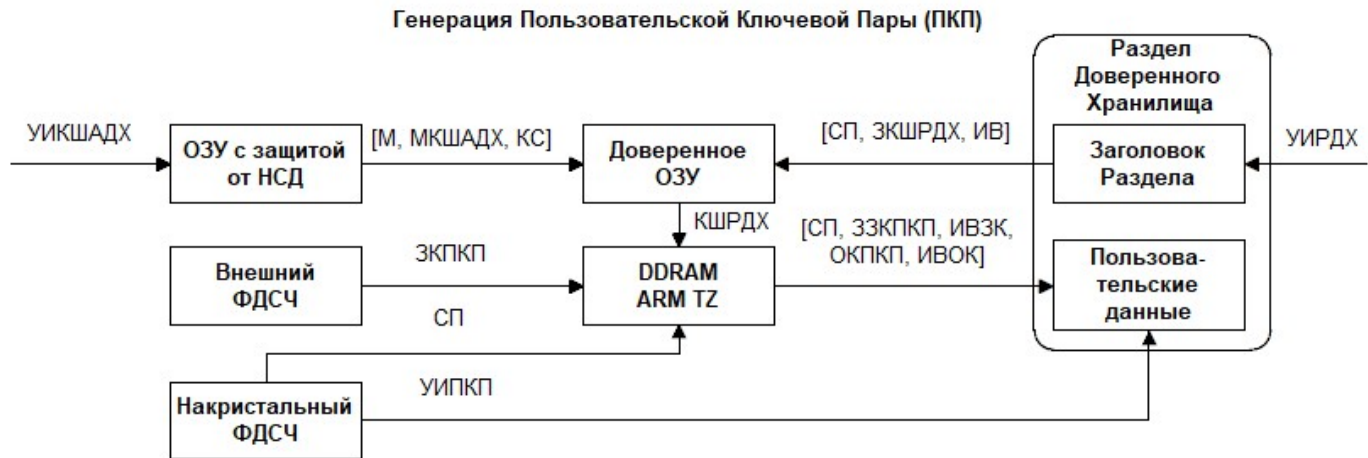 Генерация Пользовательской Ключевой Пары (ПКП)
Раздел
Доверенного
Хранилища
УИКШАДХ
ОЗУ с защитой
от НСД
[М, МКШАДХ, КС]
Доверенное
ОЗУ
[СП, ЗКШРДХ, ИВ]
Заголовок
Раздела
УИРДХ
КШРДХ
Внешний
ФДСЧ
ЗКПКП
DDRAM
ARM TZ
[СП, ЗЗКПКП, ИВЗК,
ОКПКП, ИВОК]
Пользова-
тельские
данные
СП
Накристальный
ФДСЧ
УИПКП